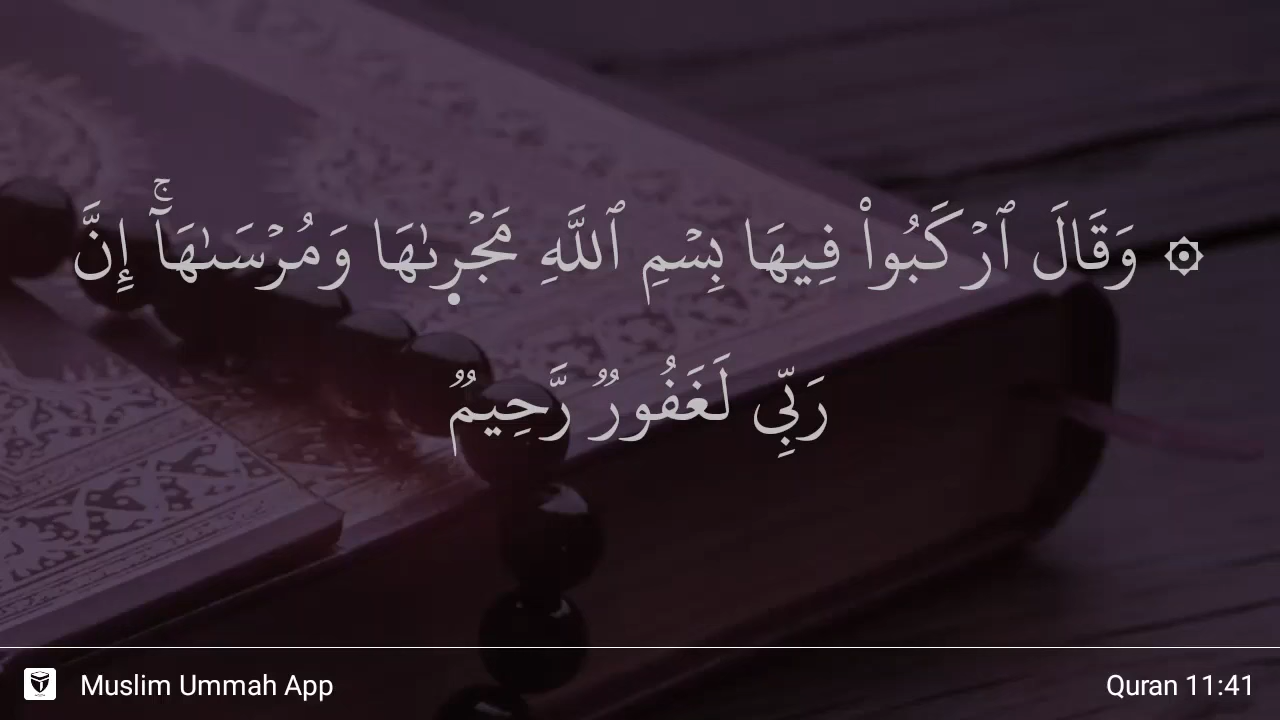 ۞ وَقَالَ ٱرْكَبُوا۟ فِيهَا بِسْمِ ٱللَّهِ مَجْر۪ىٰهَا وَمُرْسَىٰهَآ ۚ إِنَّ
رَبِّى لَغَفُورٌ رَّحِيمٌ
Muslim Ummah App
Quran 11:41